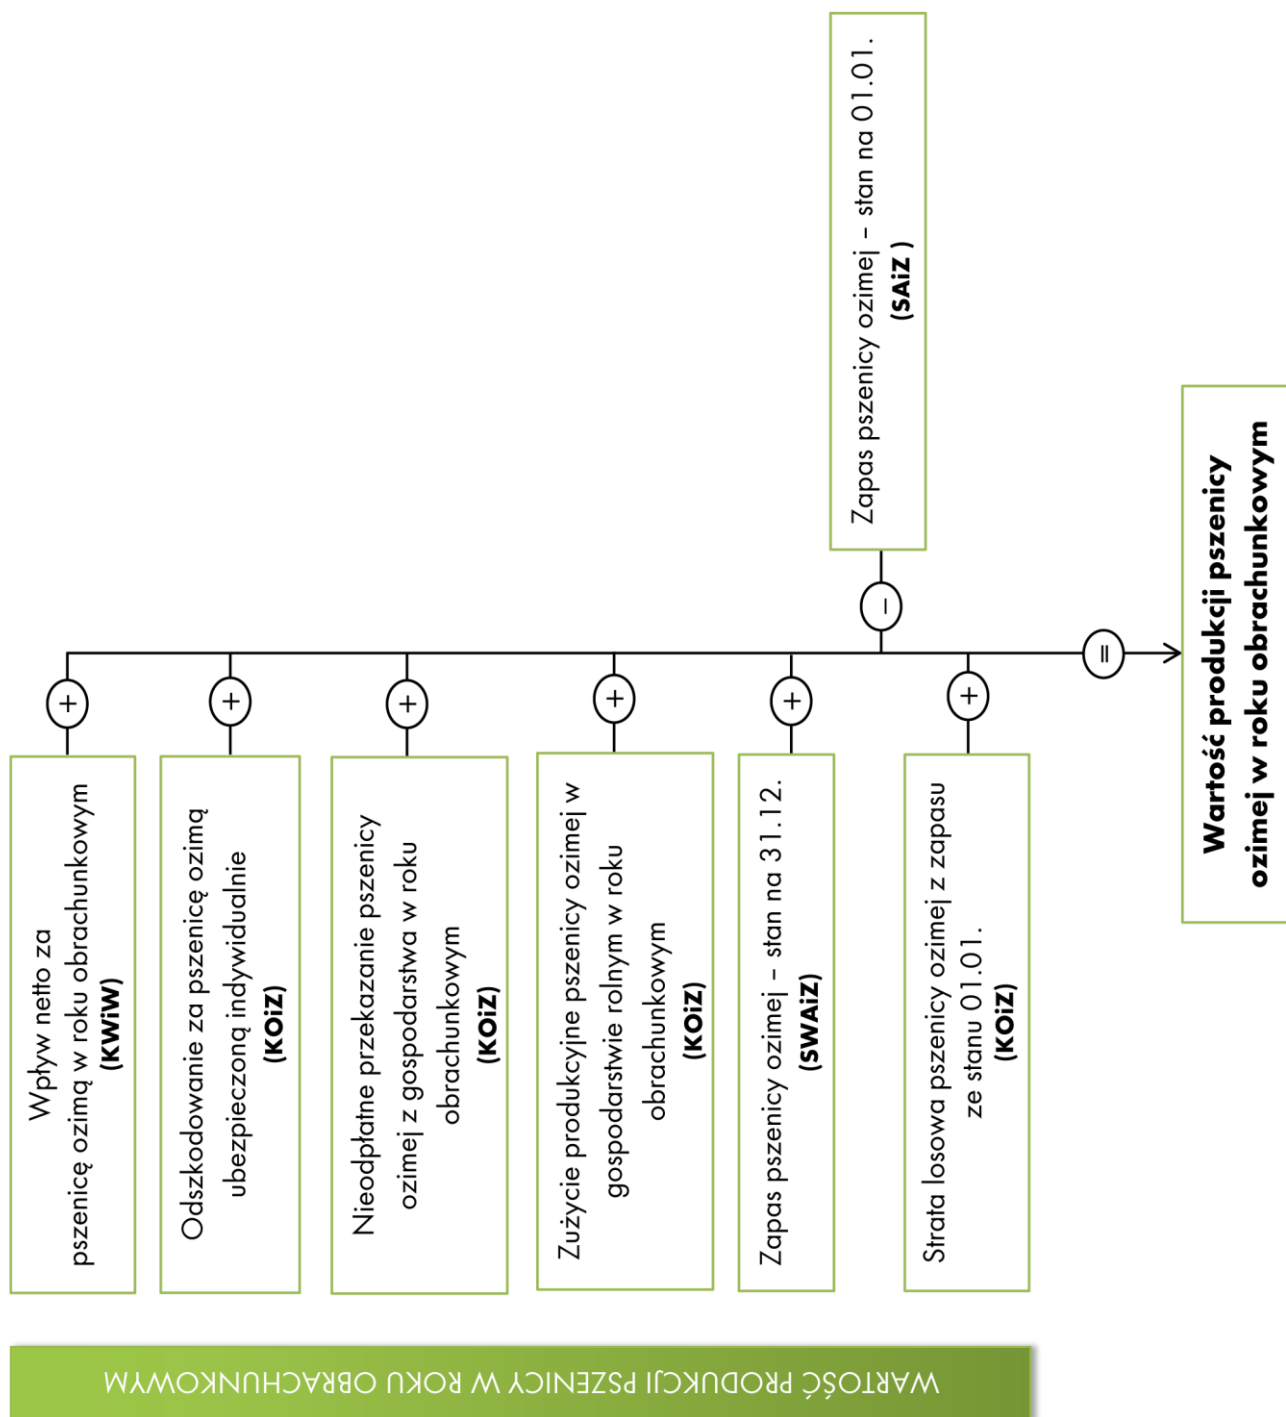 WARTOŚĆ PRODUKCJI PSZENICY W ROKU OBRACHUNKOWYM
Wpływ netto za
pszenicę ozimą w roku obrachunkowym
(KWiW)
+
Odszkodowanie za pszenicę ozimą
ubezpieczoną indywidualnie
(KOiZ)
+
Nieodpłatne przekazanie pszenicy
ozimej z gospodarstwa w roku
obrachunkowym
(KOiZ)
+
Zużycie produkcyjne pszenicy ozimej w
gospodarstwie rolnym w roku
obrachunkowym
(KOiZ)
+
Zapas pszenicy ozimej – stan na 31.12.
(SWAiZ)
+
Zapas pszenicy ozimej – stan na 01.01.
(SAiZ )
–
Strata losowa pszenicy ozimej z zapasu
ze stanu 01.01.
(KOiZ)
+
=
Wartość produkcji pszenicy
ozimej w roku obrachunkowym